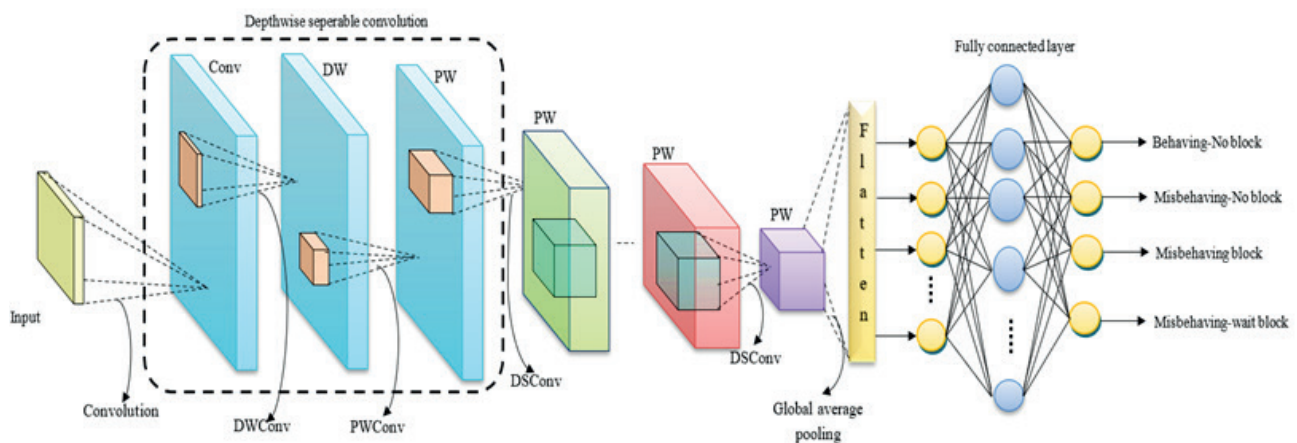 Depthwise seperable convolution
Conv
DW
PW
PW
PW
PW
Input
Convolution
DWConv
PWConv
DSConv
DSConv
Global average
pooling
Flatten
Fully connected layer
Behaving-No block
Misbehaving-No block
Misbehaving block
Misbehaving-wait block